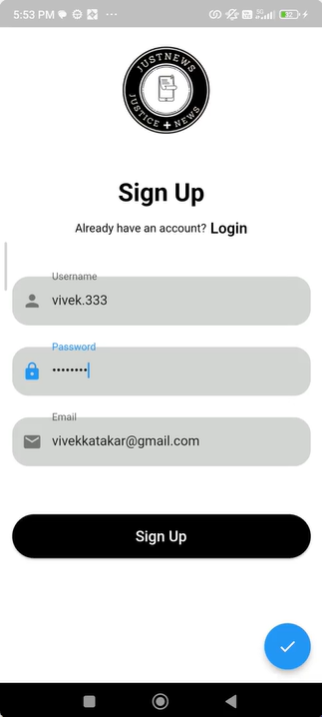 5:53 PM
JUSTNEWS
JUSTICE + NEWS
Sign Up
Already have an account? Login
Username
vivek.333
Password
••••••••
Email
vivekkatakar@gmail.com
Sign Up